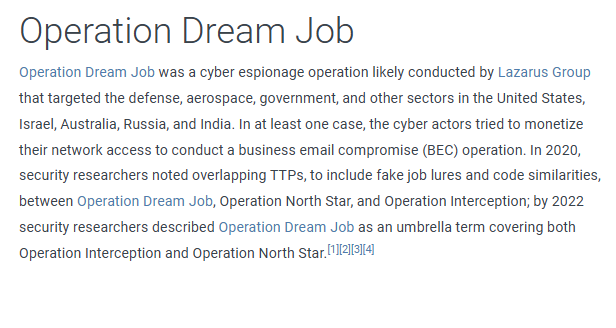 Operation Dream Job
Operation Dream Job was a cyber espionage operation likely conducted by Lazarus Group
that targeted the defense, aerospace, government, and other sectors in the United States,
Israel, Australia, Russia, and India. In at least one case, the cyber actors tried to monetize
their network access to conduct a business email compromise (BEC) operation. In 2020,
security researchers noted overlapping TTPs, to include fake job lures and code similarities,
between Operation Dream Job, Operation North Star, and Operation Interception; by 2022
security researchers described Operation Dream Job as an umbrella term covering both
Operation Interception and Operation North Star.[1][2][3][4]